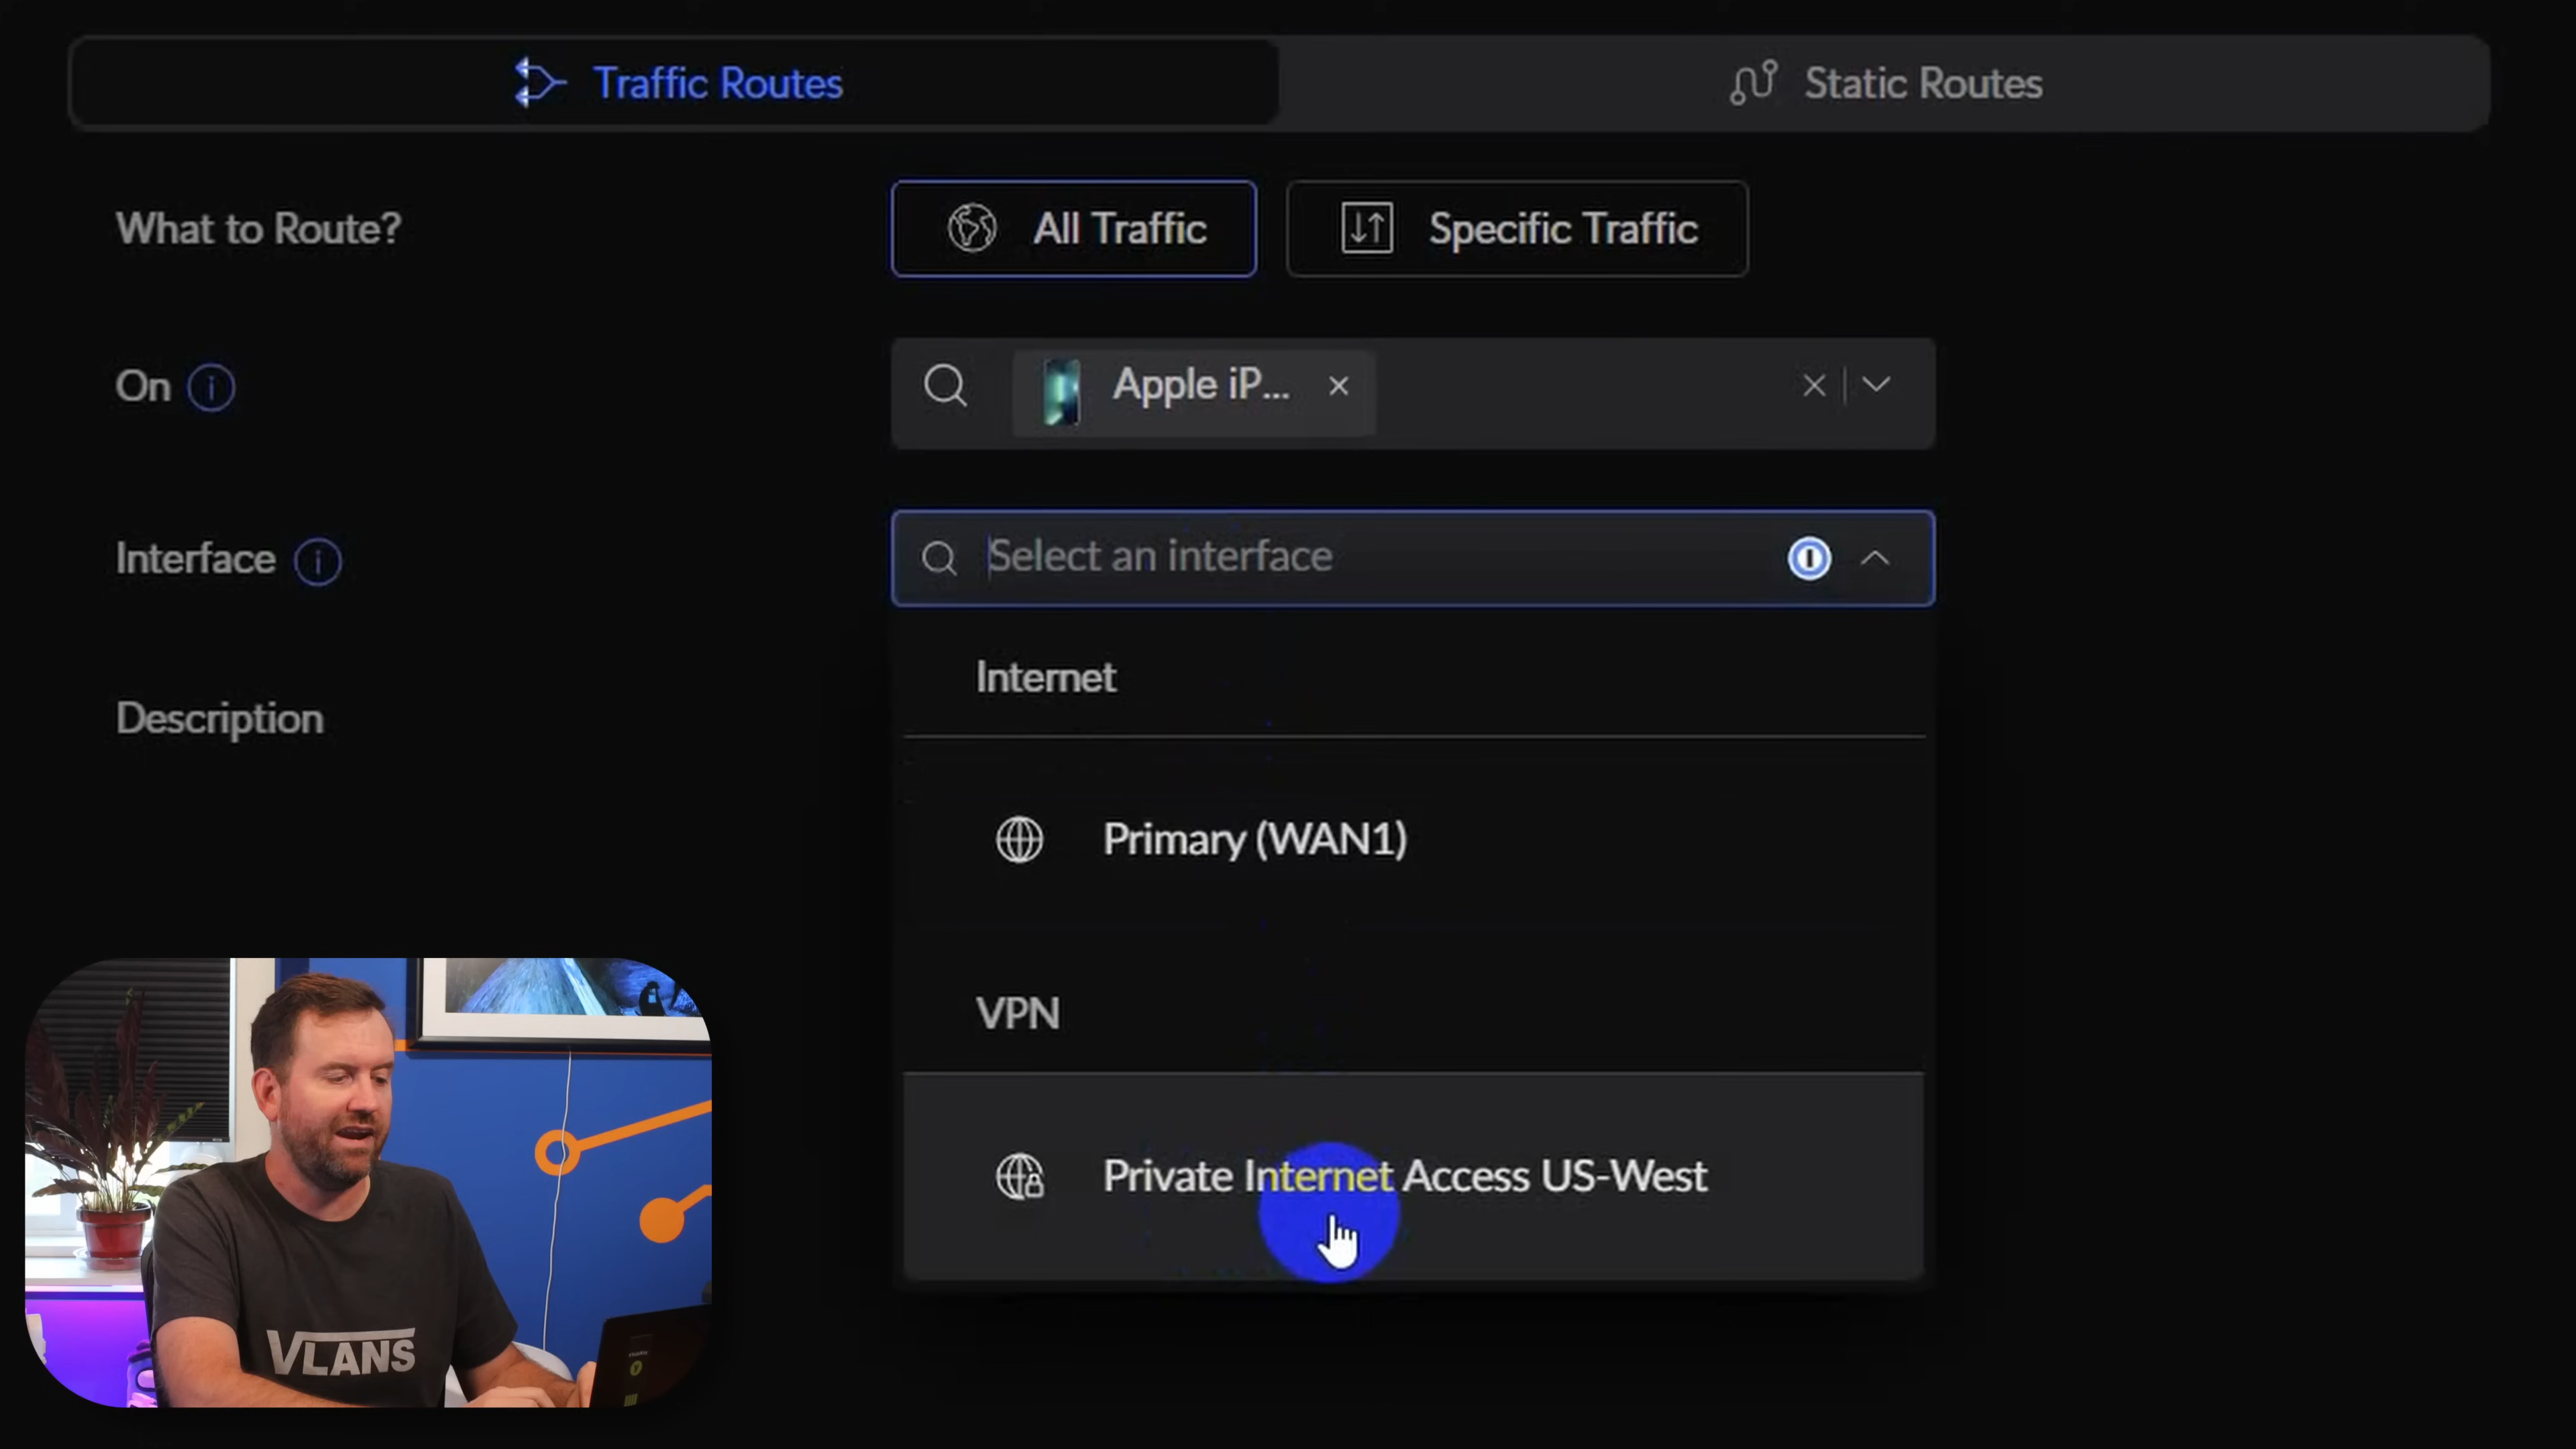 Traffic Routes
Static Routes
What to Route?
All Traffic
Specific Traffic
On
Apple iP...
Interface
Select an interface
Internet
Description
Primary (WAN1)
VPN
Private Internet Access US-West
VLANS